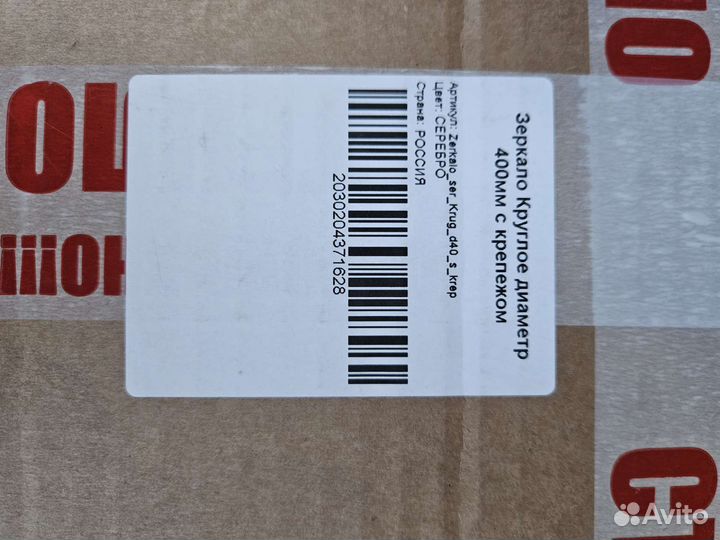 Зеркало Круглое диаметр
400мм с крепежом
Артикул: Zerkalo_ser_Krug_d40_s_krep
Цвет: СЕРЕБРО
Страна: РОССИЯ
2030204371628
Avito